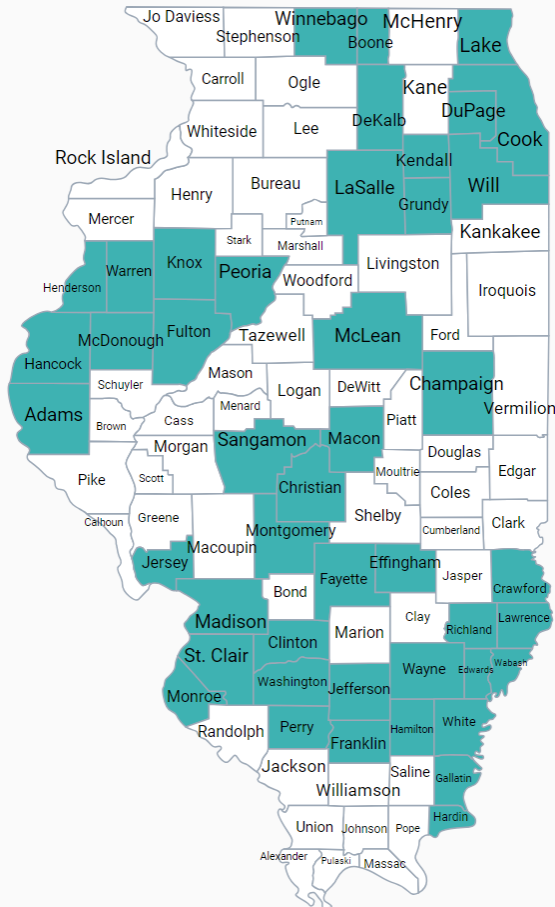 Jo Daviess
Stephenson
Winnebago
Boone
McHenry
Lake
Carroll
Ogle
Kane
DeKalb
DuPage
Cook
Whiteside
Lee
Rock Island
Kendall
LaSalle
Will
Henry
Bureau
Grundy
Mercer
Putnam
Kankakee
Stark
Marshall
Henderson
Warren
Knox
Peoria
Woodford
Livingston
Iroquois
Hancock
McDonough
Fulton
Tazewell
McLean
Ford
Schuyler
Mason
Logan
DeWitt
Champaign
Vermilion
Adams
Brown
Cass
Menard
Piatt
Sangamon
Macon
Morgan
Douglas
Pike
Scott
Christian
Moultrie
Edgar
Coles
Calhoun
Greene
Macoupin
Montgomery
Shelby
Cumberland
Clark
Jersey
Fayette
Effingham
Jasper
Crawford
Bond
Madison
Clay
Richland
Lawrence
Clinton
Marion
St. Clair
Wayne
Edwards
Wabash
Monroe
Washington
Jefferson
Randolph
Perry
Franklin
Hamilton
White
Jackson
Williamson
Saline
Gallatin
Union
Johnson
Pope
Hardin
Alexander
Pulaski
Massac